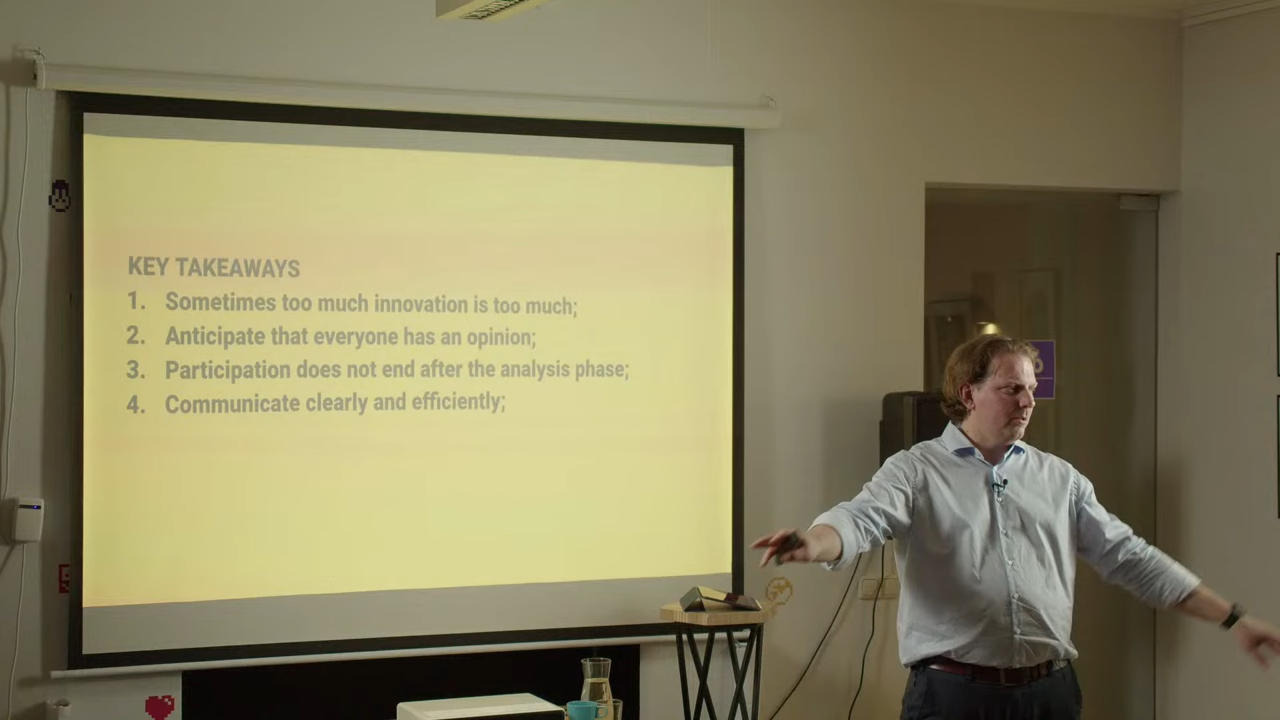 KEY TAKEAWAYS
1. Sometimes too much innovation is too much;
2. Anticipate that everyone has an opinion;
3. Participation does not end after the analysis phase;
4. Communicate clearly and efficiently;